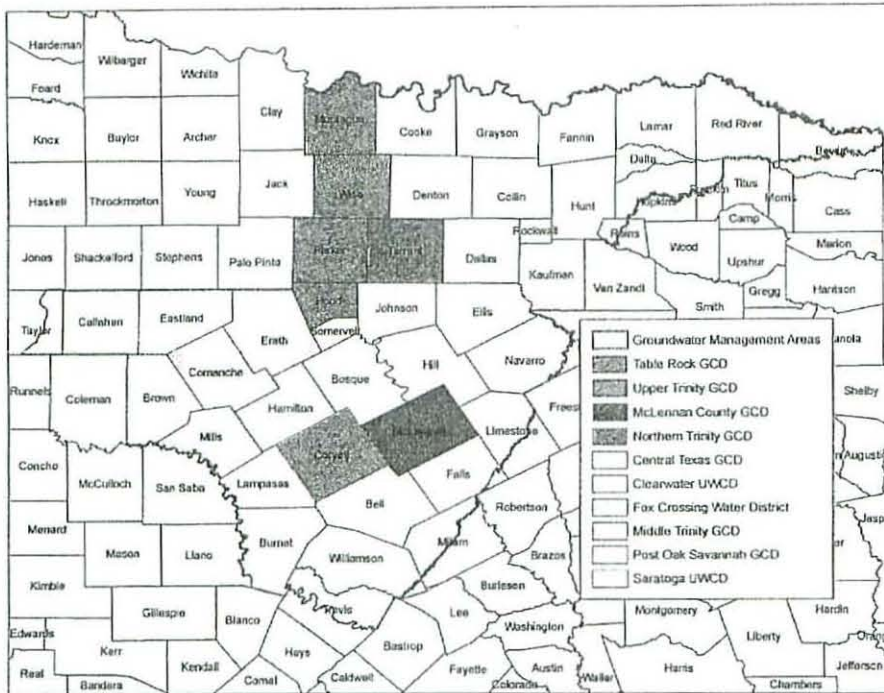 Hardeman
Wilbarger
Wichita
Foard
Clay
Montague
Cooke
Grayson
Fannin
Lamar
Red River
Knox
Baylor
Archer
Delta
Haskell
Throckmorton
Young
Jack
Wise
Denton
Collin
Hunt
Hopkins
Titus
Morris
Cass
Camp
Rockwall
Rains
Wood
Upshur
Marion
Jones
Shackelford
Stephens
Palo Pinta
Parker
Tarrant
Dallas
Kaufman
Van Zandt
Gregg
Smith
Hood
Johnson
Ellis
Taylor
Callahan
Eastland
Erath
Somervell
Hill
Navarro
Comanche
Bosque
Runnels
Coleman
Brown
Hamilton
Shelby
Mills
Coryell
McLennan
Limestone
Frees
Concho
McCulloch
San Saba
Lampasas
Falls
Bell
Robertson
Augusti
Menard
Mason
Llano
Burnet
Milam
Williamson
Brazos
Kimble
Burleson
Gillespie
Blanco
Lee
Washington
Montgomery
Hardin
Liberty
Edwards
Kerr
Hays
Bastrop
Real
Kendall
Caldwell
Fayette
Austin
Waller
Harris
Jefferson
Bandera
Comal
Colorado
Chambers
Groundwater Management Areas
Table Rock GCD
Upper Trinity GCD
McLennan County GCD
Northern Trinity GCD
Central Texas GCD
Clearwater UWCD
Fox Crossing Water District
Middle Trinity GCD
Post Oak Savannah GCD
Saratoga UWCD